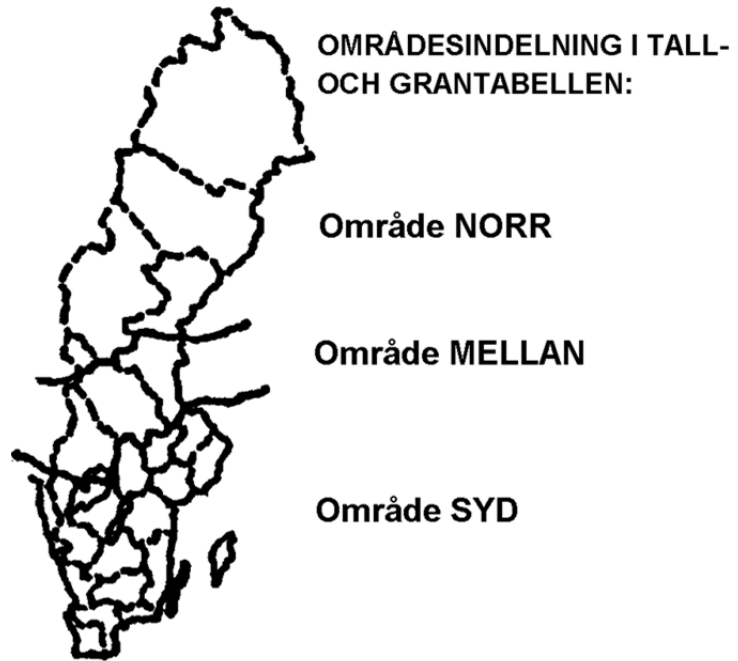 OMRÅDESINDELNING I TALL-
OCH GRANTABELLEN:
Område NORR
Område MELLAN
Område SYD